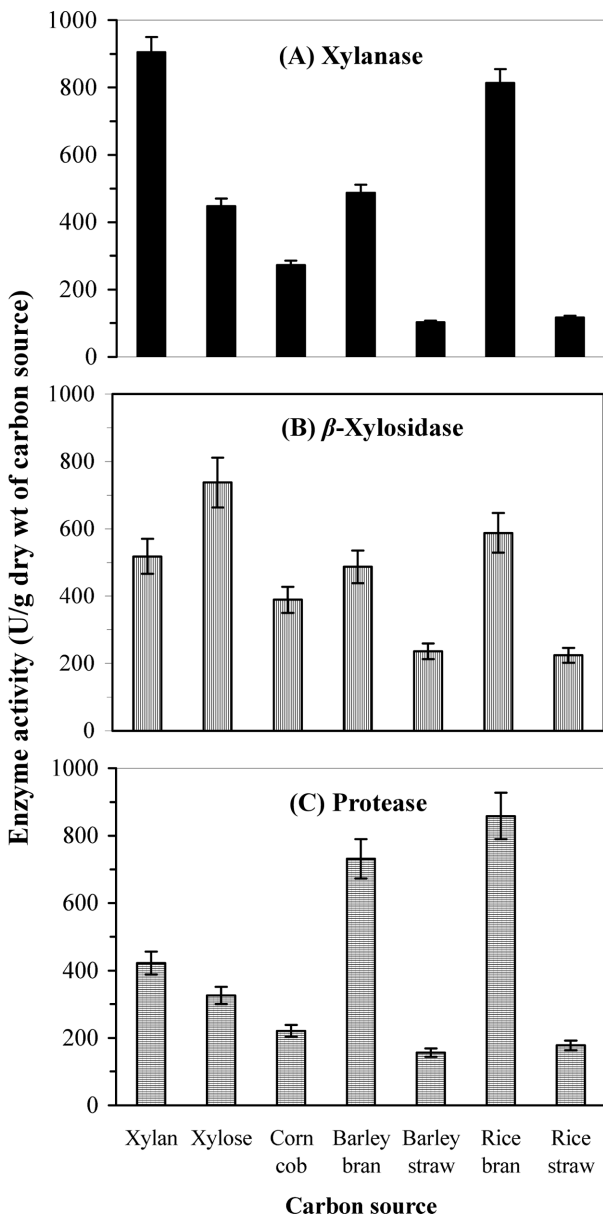 Enzyme activity (U/g dry wt of carbon source)
(A) Xylanase
1000
800
600
400
200
0
(B) β-Xylosidase
1000
800
600
400
200
0
(C) Protease
1000
800
600
400
200
0
Xylan Xylose Corn Barley Barley Rice Rice
cob bran straw bran straw
Carbon source